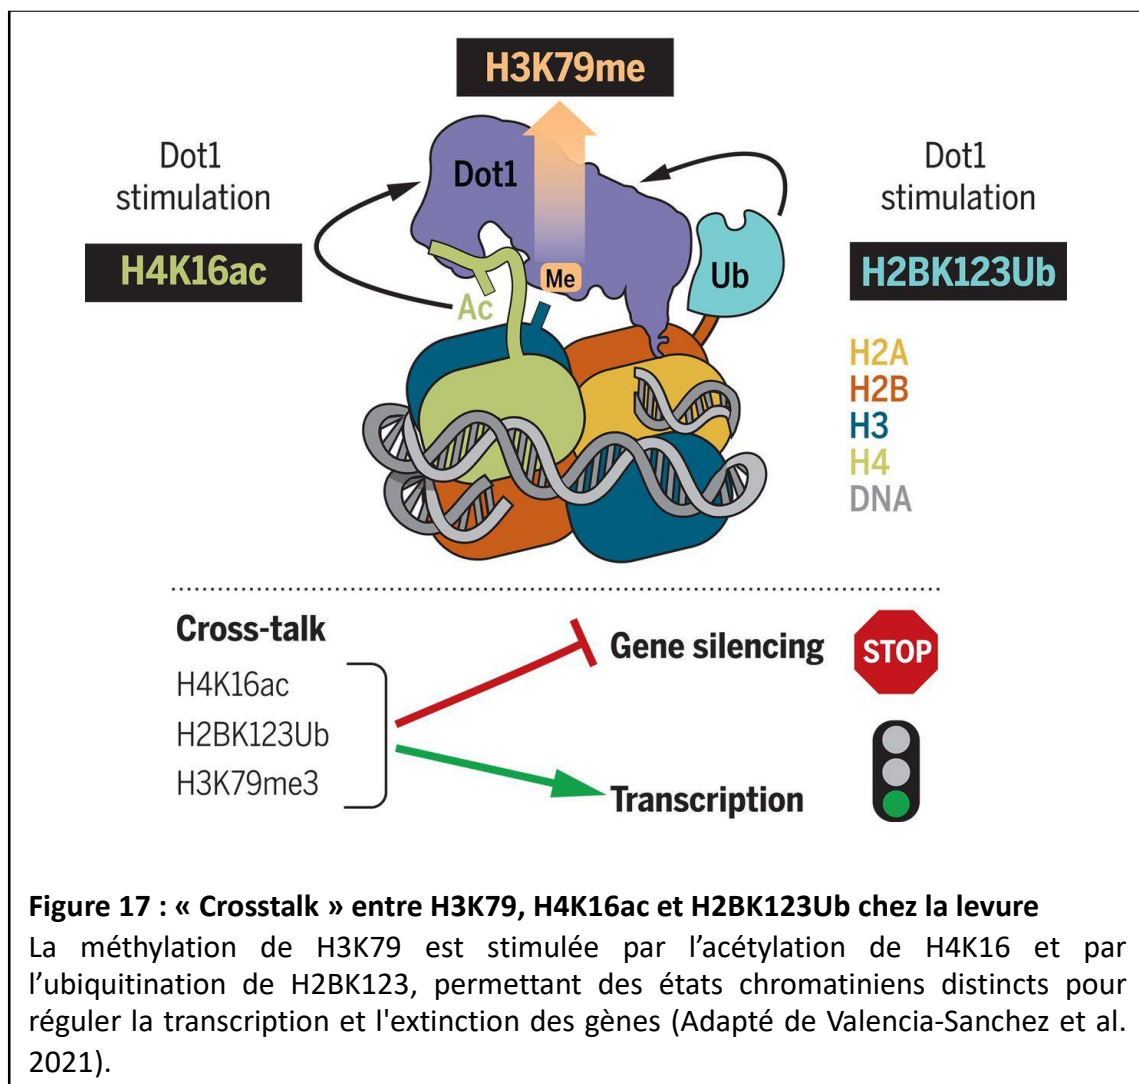 H3K79me
Dot1
stimulation
H4K16ac
Dot1
Me
Ac
Ub
Dot1
stimulation
H2BK123Ub
H2A
H2B
H3
H4
DNA
Cross-talk
H4K16ac
H2BK123Ub
H3K79me3
Gene silencing
STOP
Transcription
Figure 17 : « Crosstalk » entre H3K79, H4K16ac et H2BK123Ub chez la levure
La méthylation de H3K79 est stimulée par l’acétylation de H4K16 et par
l’ubiquitination de H2BK123, permettant des états chromatiniens distincts pour
réguler la transcription et l'extinction des gènes (Adapté de Valencia-Sanchez et al.
2021).